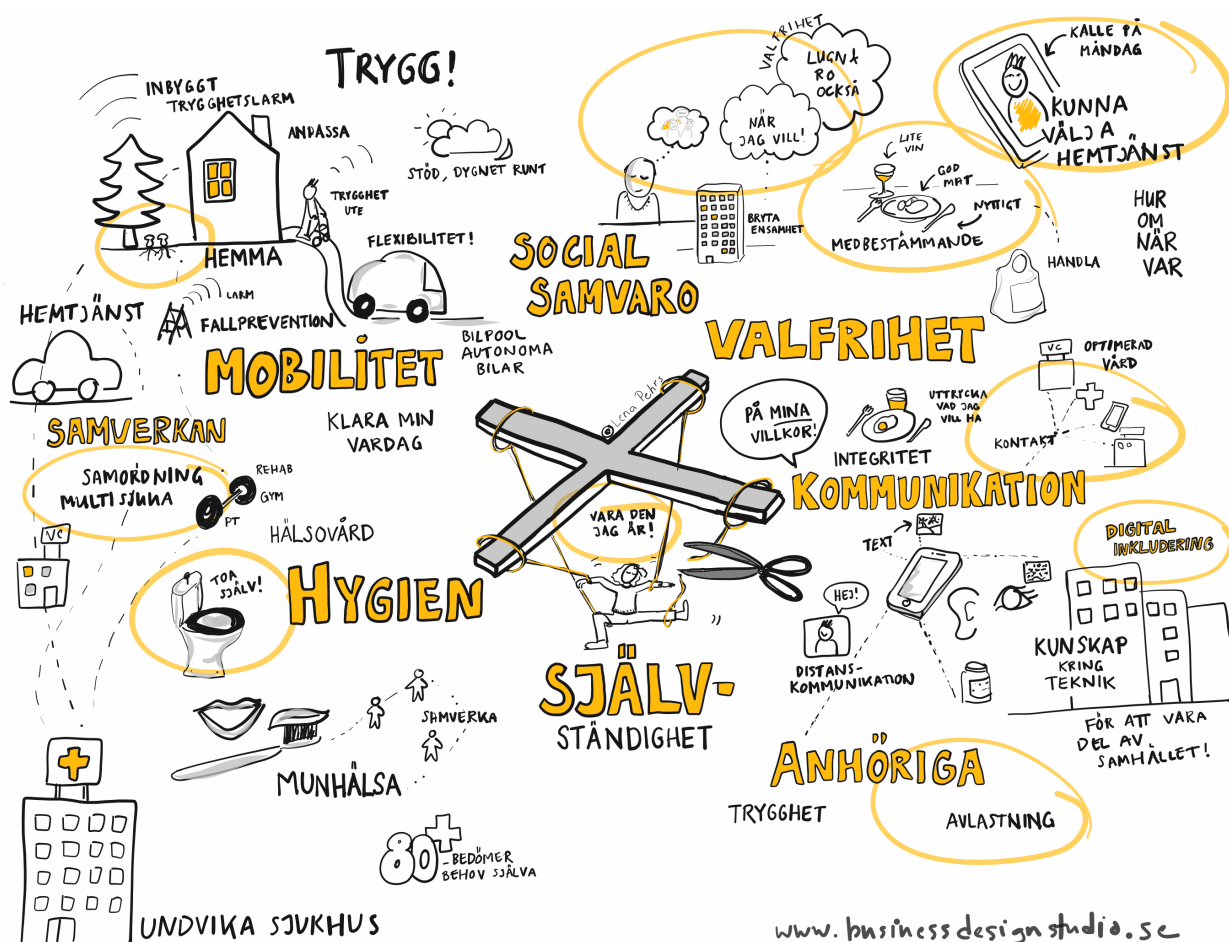 TRYGG!
INBYGGT
TRYGGHETSLARM
ANDASSA
STÖD, DYGNET RUNT
TRYGGHET
UTE
FLEXIBILITET!
HEMMA
HEMTJÄNST
LARM
FALLPREVENTION
BILPOOL
AUTONOMA
BILAR
MOBILITET
KLARA MIN
VARDAG
SAMVERKAN
SAMORDNING
MULTISJUKA
REHAB
GYM
PT
HÄLSOVÅRD
VC
TOA
SJÄLV!
HYGIEN
MUNHÄLSA
SAMVERKA
80+
-BEDÖMER
BEHOV SJÄLVA
UNDVIKA SJUKHUS
VALFRIHET
LUGN &
RO
OCKSÅ
NÄR
JAG VILL!
BRYTA
ENSAMHET
SOCIAL
SAMVARO
KALLE PÅ
MÅNDAG
KUNNA
VÄLJA
HEMTJÄNST
LITE
VIN
GOD
MAT
NYTTIGT
MEDBESTÄMMANDE
HANDLA
HUR
OM
NÄR
VAR
VALFRIHET
© Lena Pehrs
PÅ MINA
VILLKOR!
UTTRYCKA
VAD JAG
VILL HA
INTEGRITET
VC
OPTIMERAD
VÅRD
KONTAKT
KOMMUNIKATION
VARA DEN
JAG ÄR!
SJÄLV-
STÄNDIGHET
TEXT
HEJ!
DISTANS-
KOMMUNIKATION
DIGITAL
INKLUDERING
KUNSKAP
KRING
TEKNIK
FÖR ATT VARA
DEL AV
SAMHÄLLET!
ANHÖRIGA
TRYGGHET
AVLASTNING
www.businessdesignstudio.se